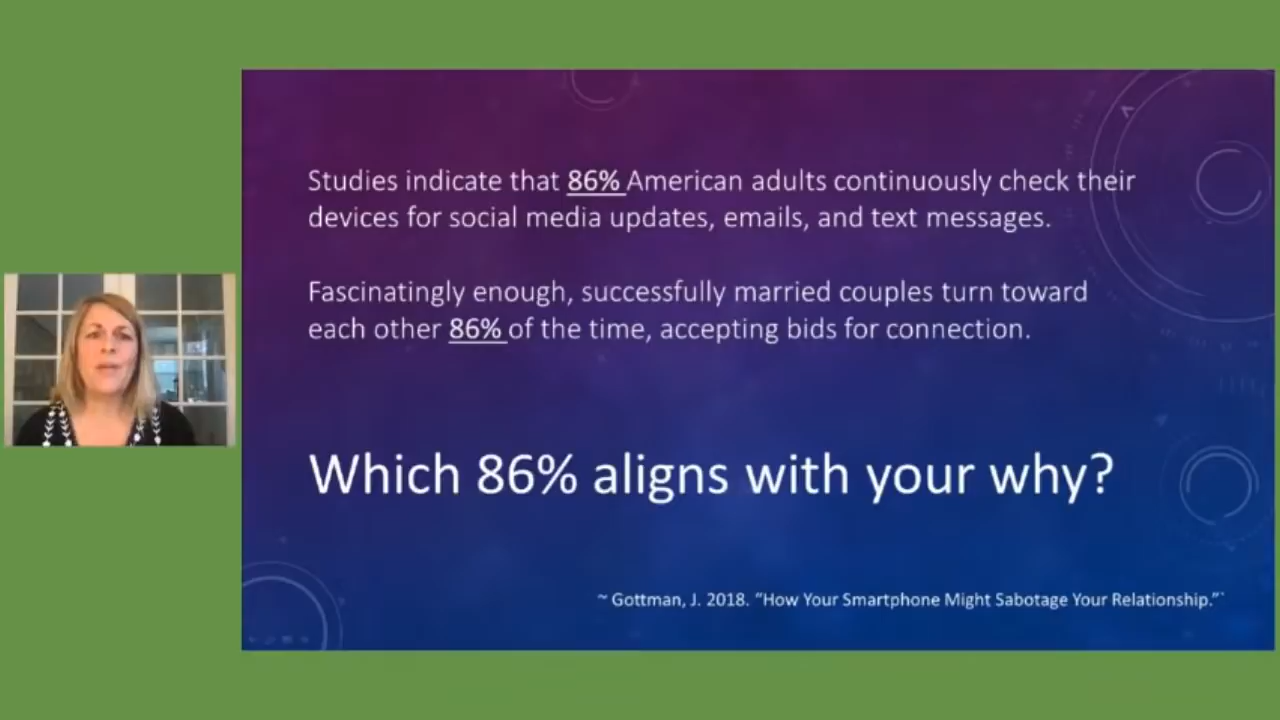 Studies indicate that 86% American adults continuously check their
devices for social media updates, emails, and text messages.
Fascinatingly enough, successfully married couples turn toward
each other 86% of the time, accepting bids for connection.
Which 86% aligns with your why?
~ Gottman, J. 2018. “How Your Smartphone Might Sabotage Your Relationship.”`